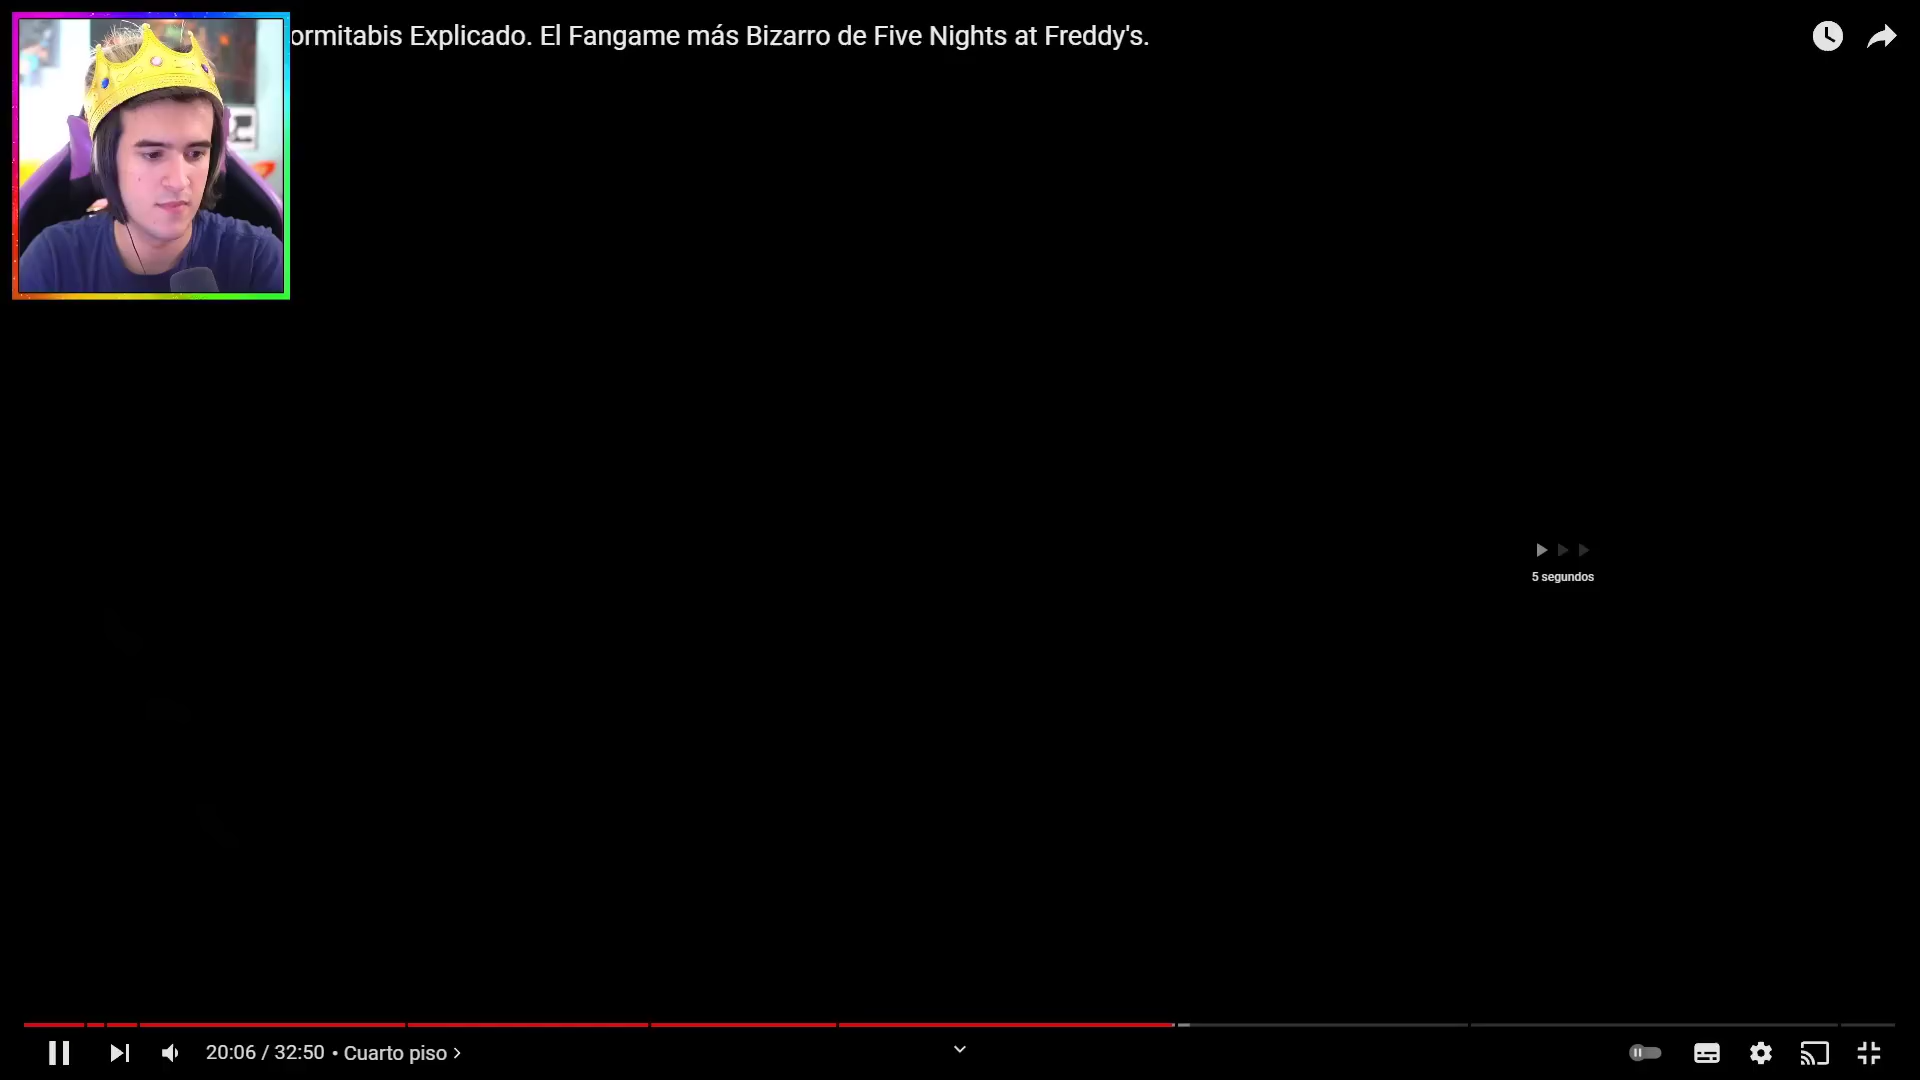 ormitabis Explicado. El Fangame más Bizarro de Five Nights at Freddy's.
5 segundos
20:06 / 32:50 • Cuarto piso >